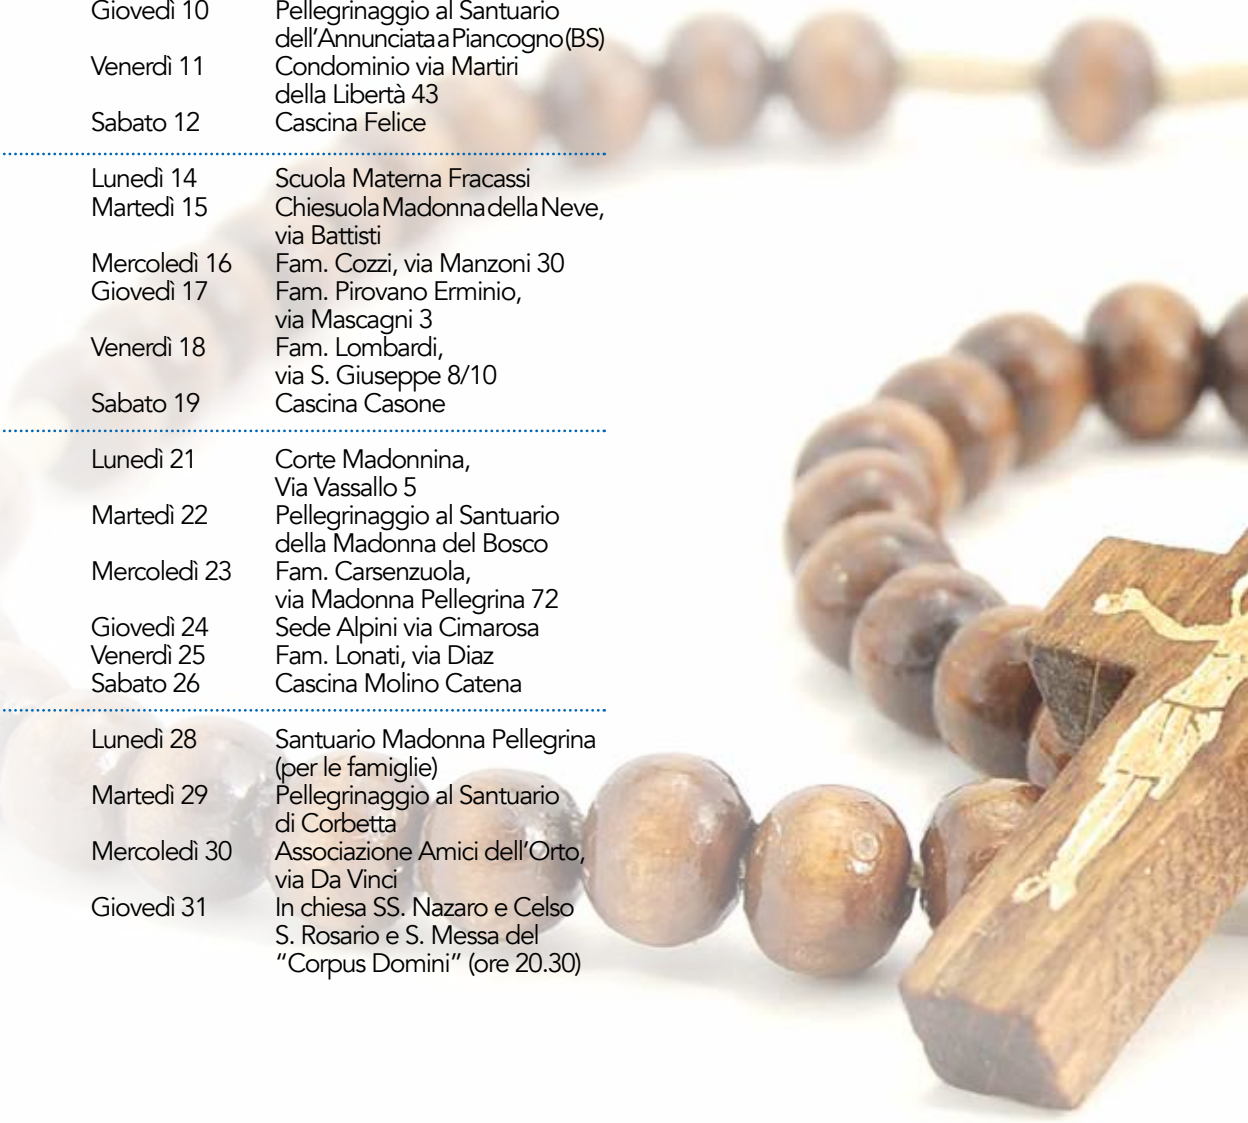 Giovedì 10 Pellegrinaggio al Santuario
dell'Annunciata a Piancogno (BS)
Venerdì 11 Condominio via Martiri
della Libertà 43
Sabato 12 Cascina Felice
Lunedì 14 Scuola Materna Fracassi
Martedì 15 Chiesuola Madonna della Neve,
via Battisti
Mercoledì 16 Fam. Cozzi, via Manzoni 30
Giovedì 17 Fam. Pirovano Erminio,
via Mascagni 3
Venerdì 18 Fam. Lombardi,
via S. Giuseppe 8/10
Sabato 19 Cascina Casone
Lunedì 21 Corte Madonnina,
Via Vassallo 5
Martedì 22 Pellegrinaggio al Santuario
della Madonna del Bosco
Mercoledì 23 Fam. Carsenzuola,
via Madonna Pellegrina 72
Giovedì 24 Sede Alpini via Cimarosa
Venerdì 25 Fam. Lonati, via Diaz
Sabato 26 Cascina Molino Catena
Lunedì 28 Santuario Madonna Pellegrina
(per le famiglie)
Martedì 29 Pellegrinaggio al Santuario
di Corbetta
Mercoledì 30 Associazione Amici dell'Orto,
via Da Vinci
Giovedì 31 In chiesa SS. Nazaro e Celso
S. Rosario e S. Messa del
"Corpus Domini" (ore 20.30)